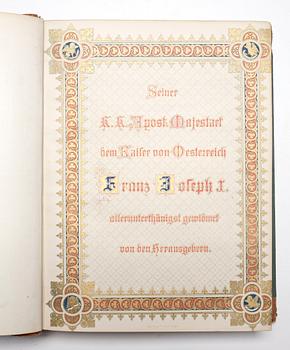 Seiner
K. K. Apost. Majestaet
dem Kaiser von Oesterreich
Franz Joseph I.
allerunterthänigst gewidmet
von den Herausgebern.